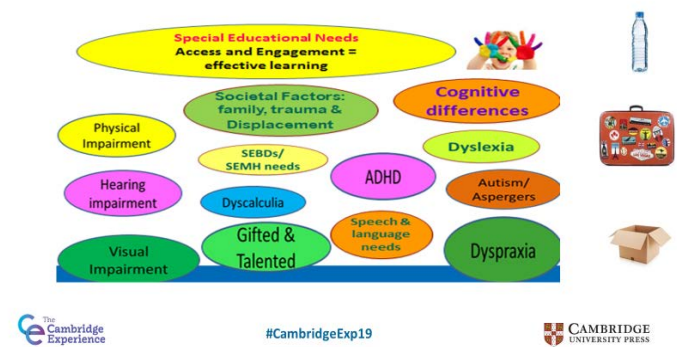 Special Educational Needs
Access and Engagement =
effective learning
Societal Factors:
family, trauma &
Displacement
Cognitive
differences
Physical
Impairment
SEBDs/
SEMH needs
Dyslexia
ADHD
Hearing
impairment
Dyscalculia
Autism/
Aspergers
Speech &
language
needs
Gifted &
Talented
Visual
Impairment
Dyspraxia
The
Cambridge
Experience
#CambridgeExp19
CAMBRIDGE
UNIVERSITY PRESS